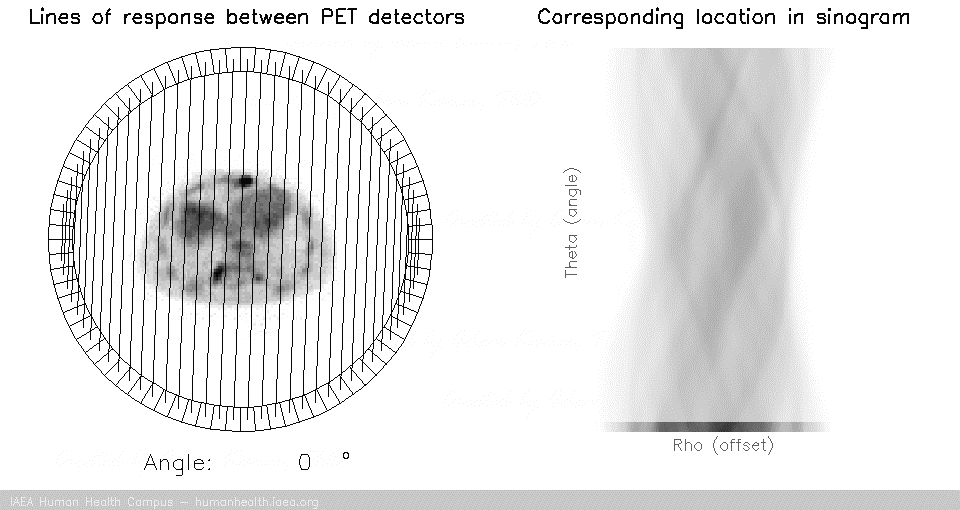 Lines of response between PET detectors
Corresponding location in sinogram
Theta (angle)
Rho (offset)
Angle: 0 °
IAEA Human Health Campus – humanhealth.iaea.org